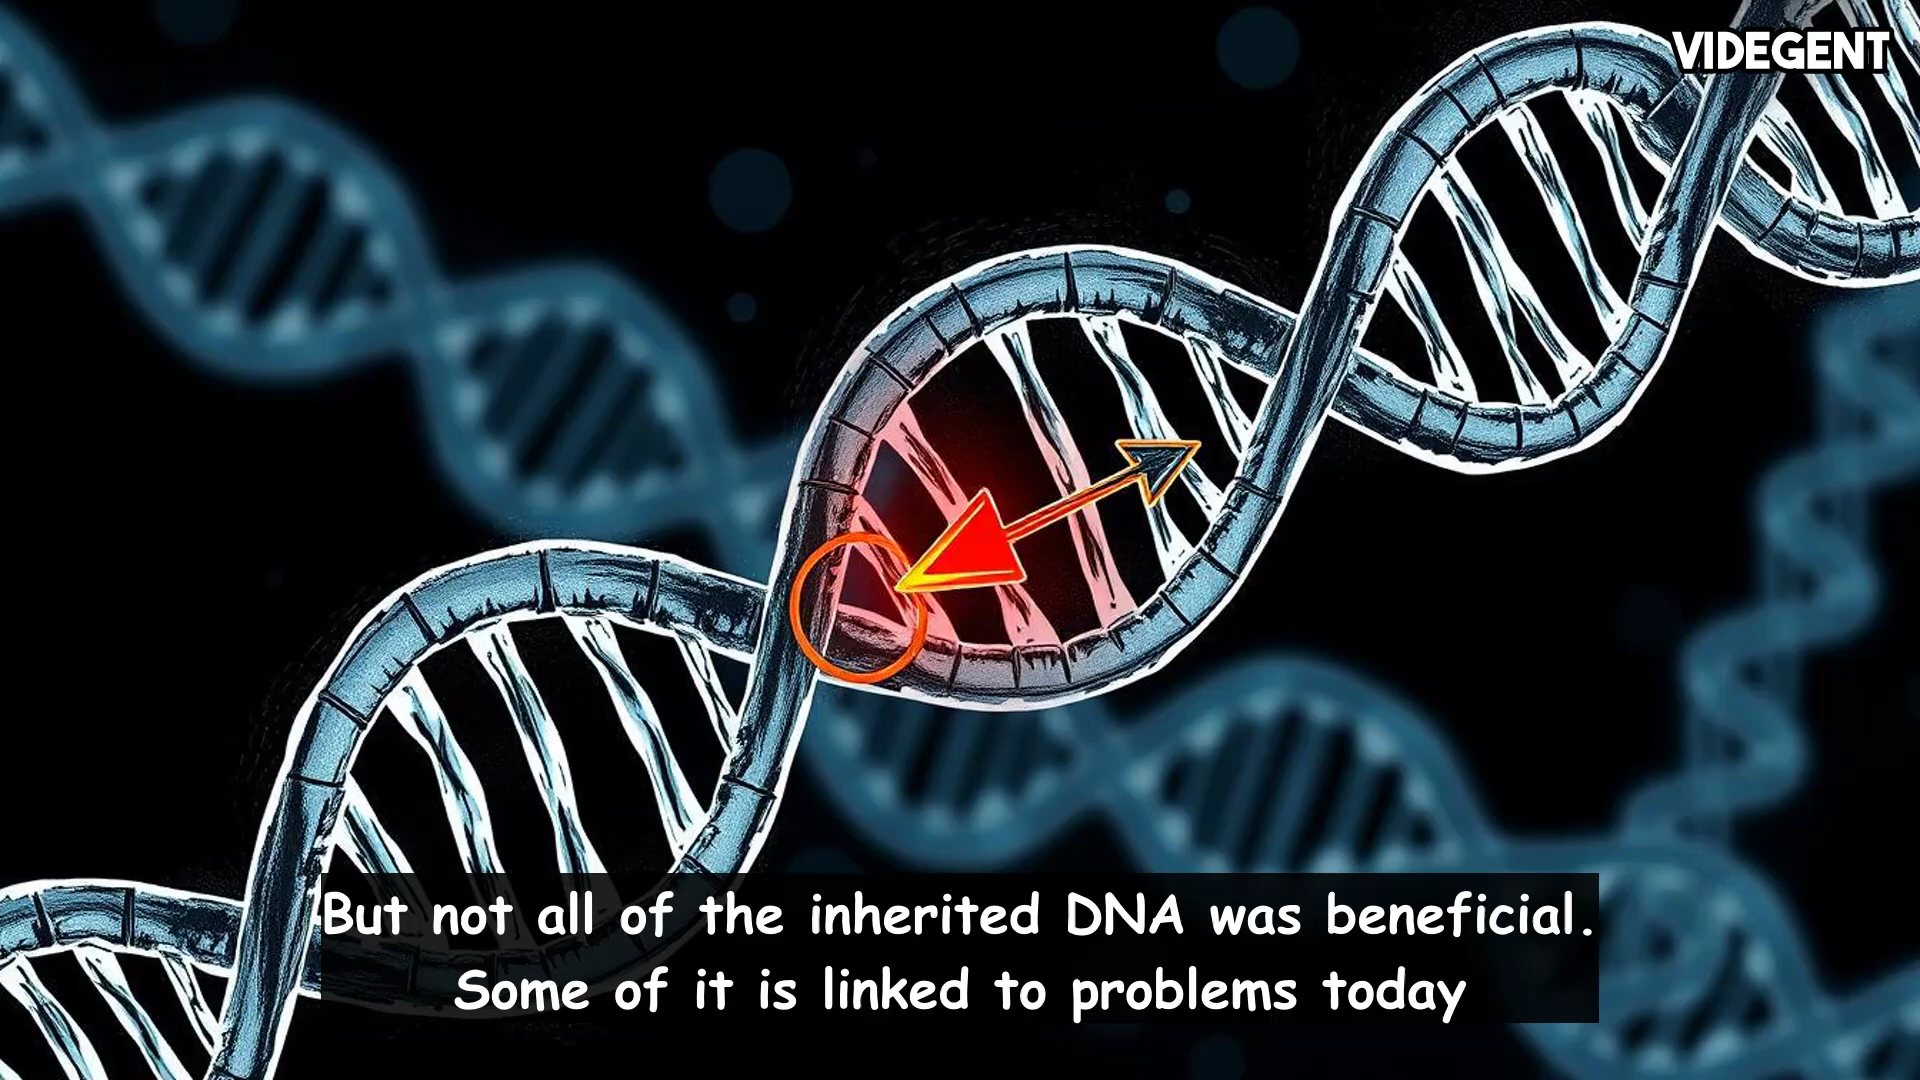 VIDEGENT
But not all of the inherited DNA was beneficial.
Some of it is linked to problems today